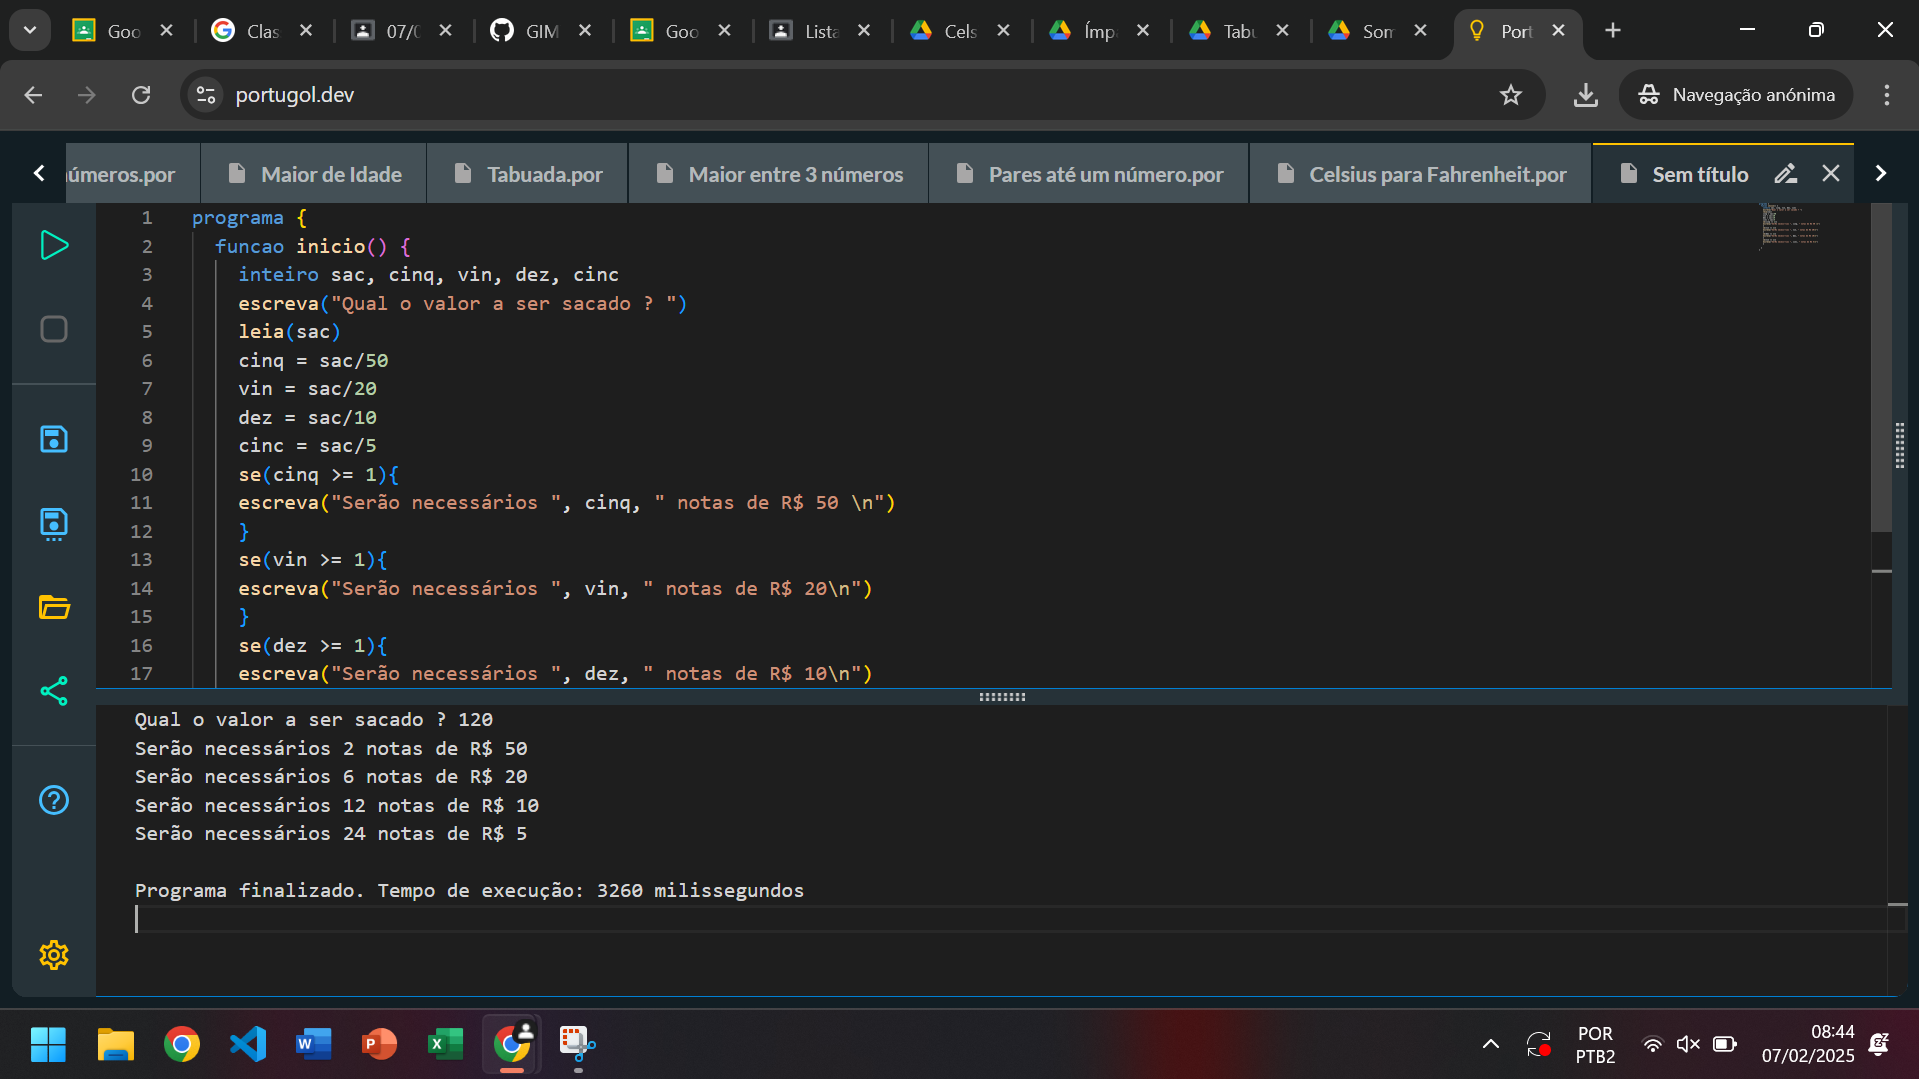 Goo
Clas
07/0
GIM
Goo
Lista
Cels
Ímpa
Tabu
Som
Port
portugol.dev
Navegação anónima
úmeros.por
Maior de Idade
Tabuada.por
Maior entre 3 números
Pares até um número.por
Celsius para Fahrenheit.por
Sem título
1 programa {
2 funcao inicio() {
3 inteiro sac, cinq, vin, dez, cinc
4 escreva("Qual o valor a ser sacado ? ")
5 leia(sac)
6 cinq = sac/50
7 vin = sac/20
8 dez = sac/10
9 cinc = sac/5
10 se(cinq >= 1){
11 escreva("Serão necessários ", cinq, " notas de R$ 50 \n")
12 }
13 se(vin >= 1){
14 escreva("Serão necessários ", vin, " notas de R$ 20\n")
15 }
16 se(dez >= 1){
17 escreva("Serão necessários ", dez, " notas de R$ 10\n")
Qual o valor a ser sacado ? 120
Serão necessários 2 notas de R$ 50
Serão necessários 6 notas de R$ 20
Serão necessários 12 notas de R$ 10
Serão necessários 24 notas de R$ 5
Programa finalizado. Tempo de execução: 3260 milissegundos
POR
PTB2
08:44
07/02/2025